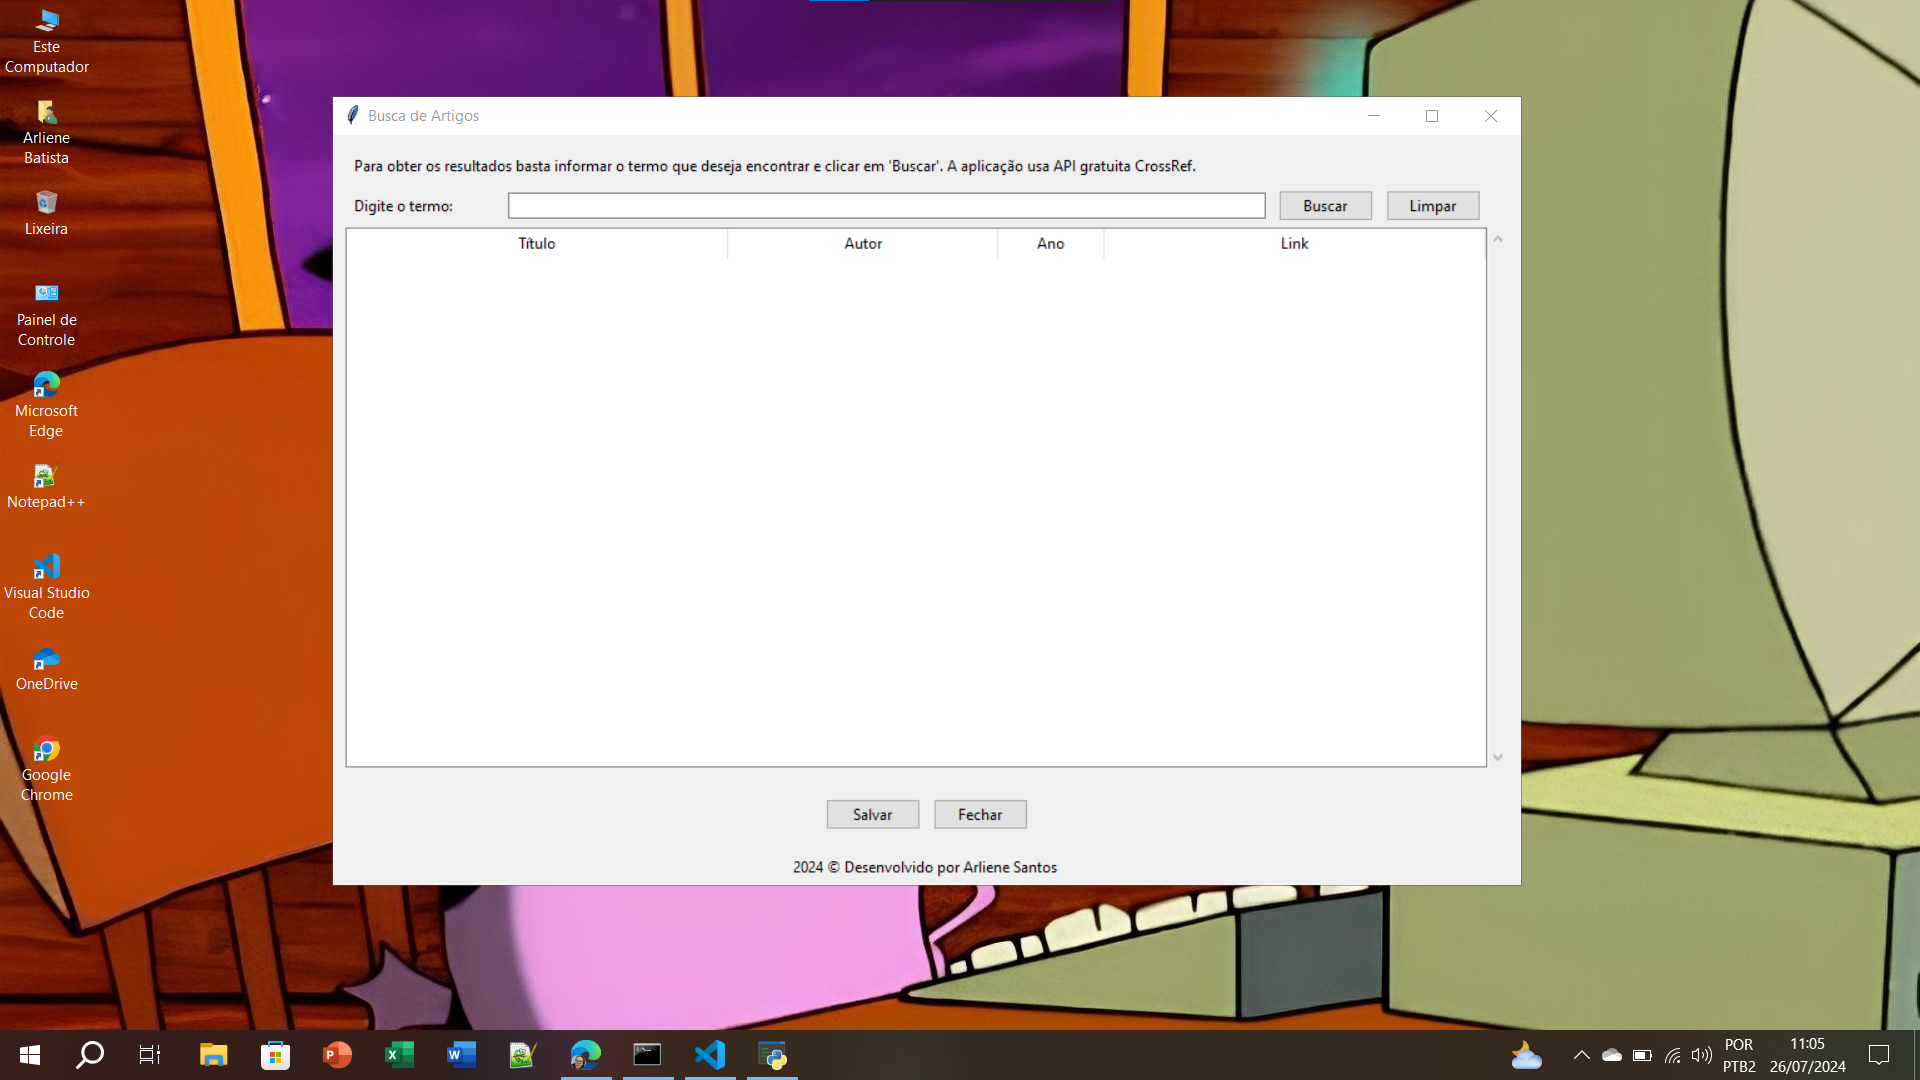 Este
Computador
Arliene
Batista
Lixeira
Painel de
Controle
Microsoft
Edge
Notepad++
Visual Studio
Code
OneDrive
Google
Chrome
Busca de Artigos
Para obter os resultados basta informar o termo que deseja encontrar e clicar em 'Buscar'. A aplicação usa API gratuita CrossRef.
Digite o termo:
Buscar
Limpar
Título
Autor
Ano
Link
Salvar
Fechar
2024 © Desenvolvido por Arliene Santos
POR
PTB2
11:05
26/07/2024